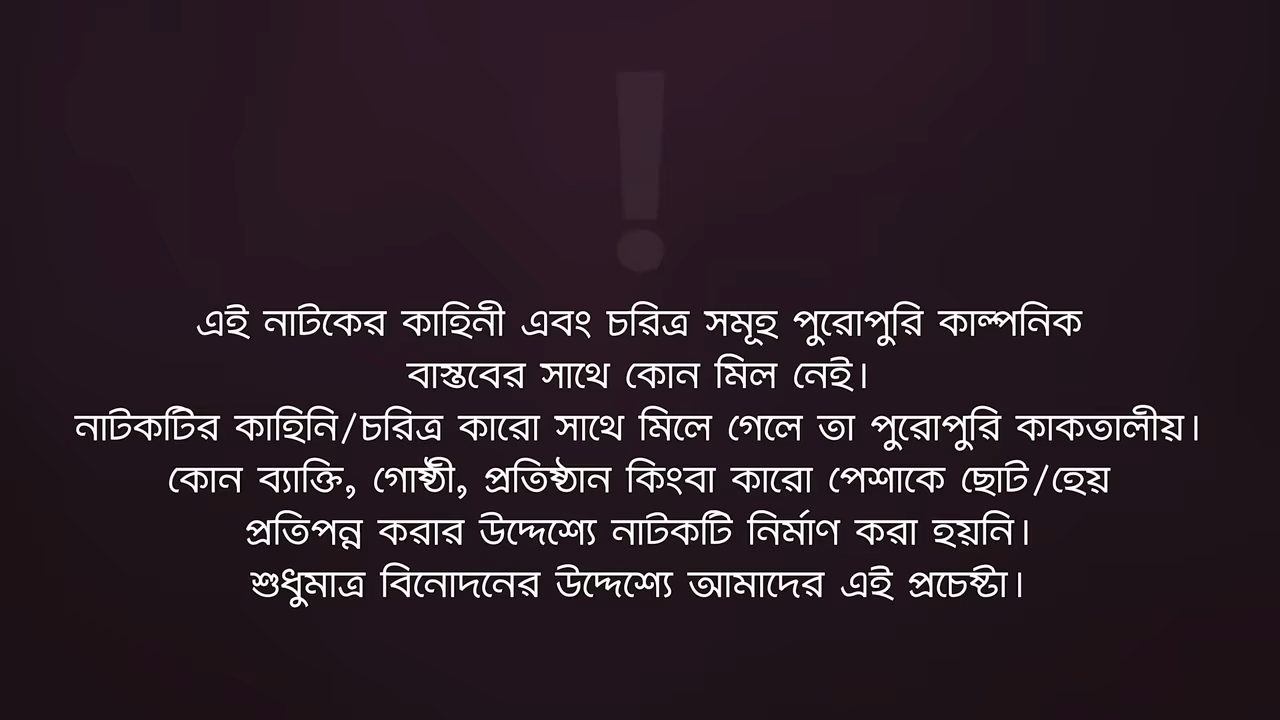 এই নাটকের কাহিনী এবং চরিত্র সমূহ পুরোপুরি কাল্পনিক
বাস্তবের সাথে কোন মিল নেই।
নাটকটির কাহিনি/চরিত্র কারো সাথে মিলে গেলে তা পুরোপুরি কাকতালীয়।
কোন ব্যাক্তি, গোষ্ঠী, প্রতিষ্ঠান কিংবা কারো পেশাকে ছোট/হেয়
প্রতিপন্ন করার উদ্দেশ্যে নাটকটি নির্মাণ করা হয়নি।
শুধুমাত্র বিনোদনের উদ্দেশ্যে আমাদের এই প্রচেষ্টা।